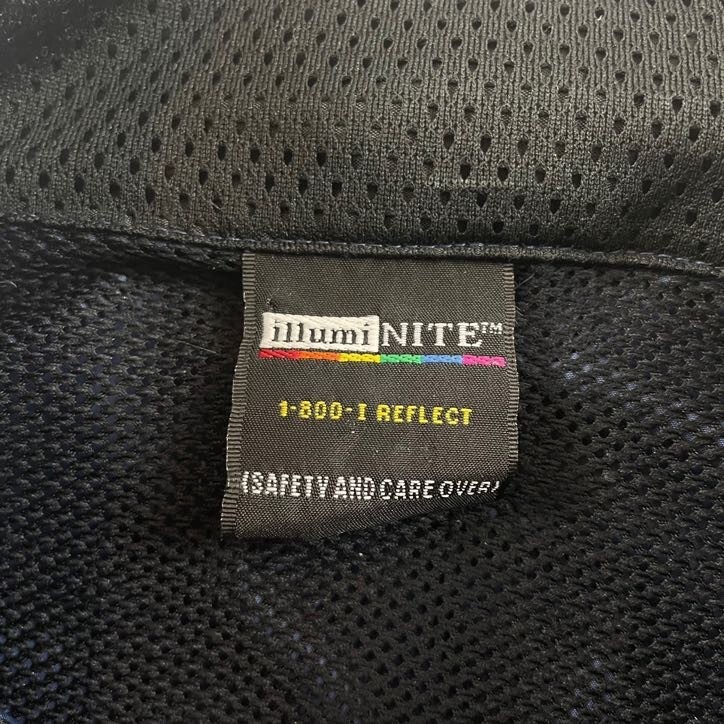 illumiNITE™
1-800-I REFLECT
(SAFETY AND CARE OVER)